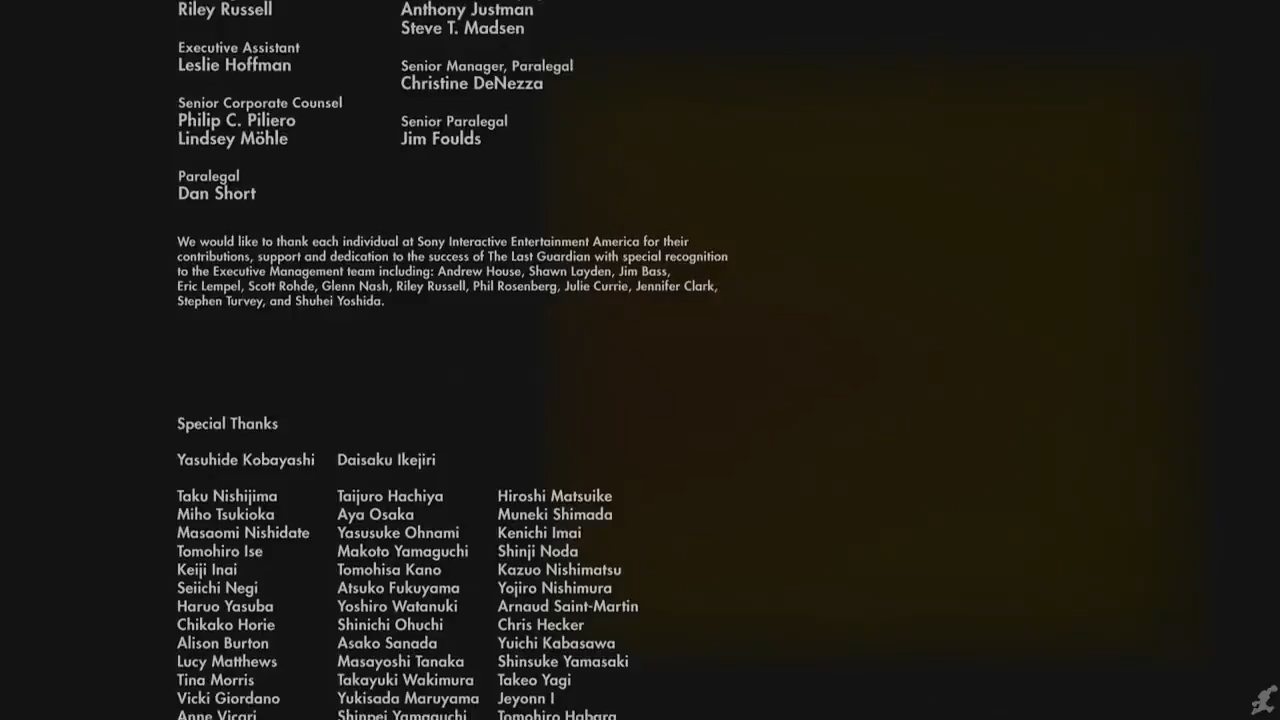 Riley Russell
Executive Assistant
Leslie Hoffman
Senior Corporate Counsel
Philip C. Piliero
Lindsey Möhle
Paralegal
Dan Short
Anthony Justman
Steve T. Madsen
Senior Manager, Paralegal
Christine DeNezza
Senior Paralegal
Jim Foulds
We would like to thank each individual at Sony Interactive Entertainment America for their
contributions, support and dedication to the success of The Last Guardian with special recognition
to the Executive Management team including: Andrew House, Shawn Layden, Jim Bass,
Eric Lempel, Scott Rohde, Glenn Nash, Riley Russell, Phil Rosenberg, Julie Currie, Jennifer Clark,
Stephen Turvey, and Shuhei Yoshida.
Special Thanks
Yasuhide Kobayashi
Daisaku Ikejiri
Taku Nishijima
Miho Tsukioka
Masaomi Nishidate
Tomohiro Ise
Keiji Inai
Seiichi Negi
Haruo Yasuba
Chikako Horie
Alison Burton
Lucy Matthews
Tina Morris
Vicki Giordano
Anne Vicari
Taijuro Hachiya
Aya Osaka
Yasusuke Ohnami
Makoto Yamaguchi
Tomohisa Kano
Atsuko Fukuyama
Yoshiro Watanuki
Shinichi Ohuchi
Asako Sanada
Masayoshi Tanaka
Takayuki Wakimura
Yukisada Maruyama
Shinpei Yamaguchi
Hiroshi Matsuike
Muneki Shimada
Kenichi Imai
Shinji Noda
Kazuo Nishimatsu
Yojiro Nishimura
Arnaud Saint-Martin
Chris Hecker
Yuichi Kabasawa
Shinsuke Yamasaki
Takeo Yagi
Jeyonn I
Tomohiro Habara